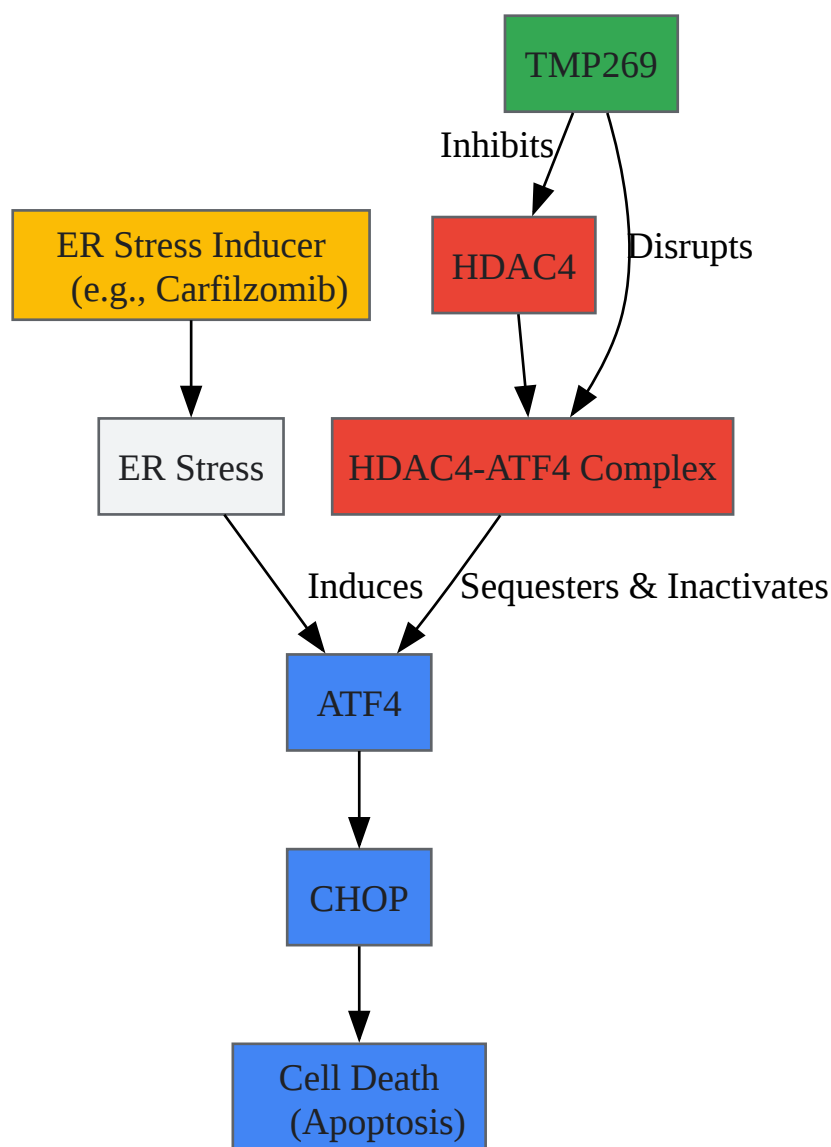 TMP269
Inhibits
ER Stress Inducer
(e.g., Carfilzomib)
HDAC4
Disrupts
ER Stress
HDAC4-ATF4 Complex
Induces
Sequesters & Inactivates
ATF4
CHOP
Cell Death
(Apoptosis)